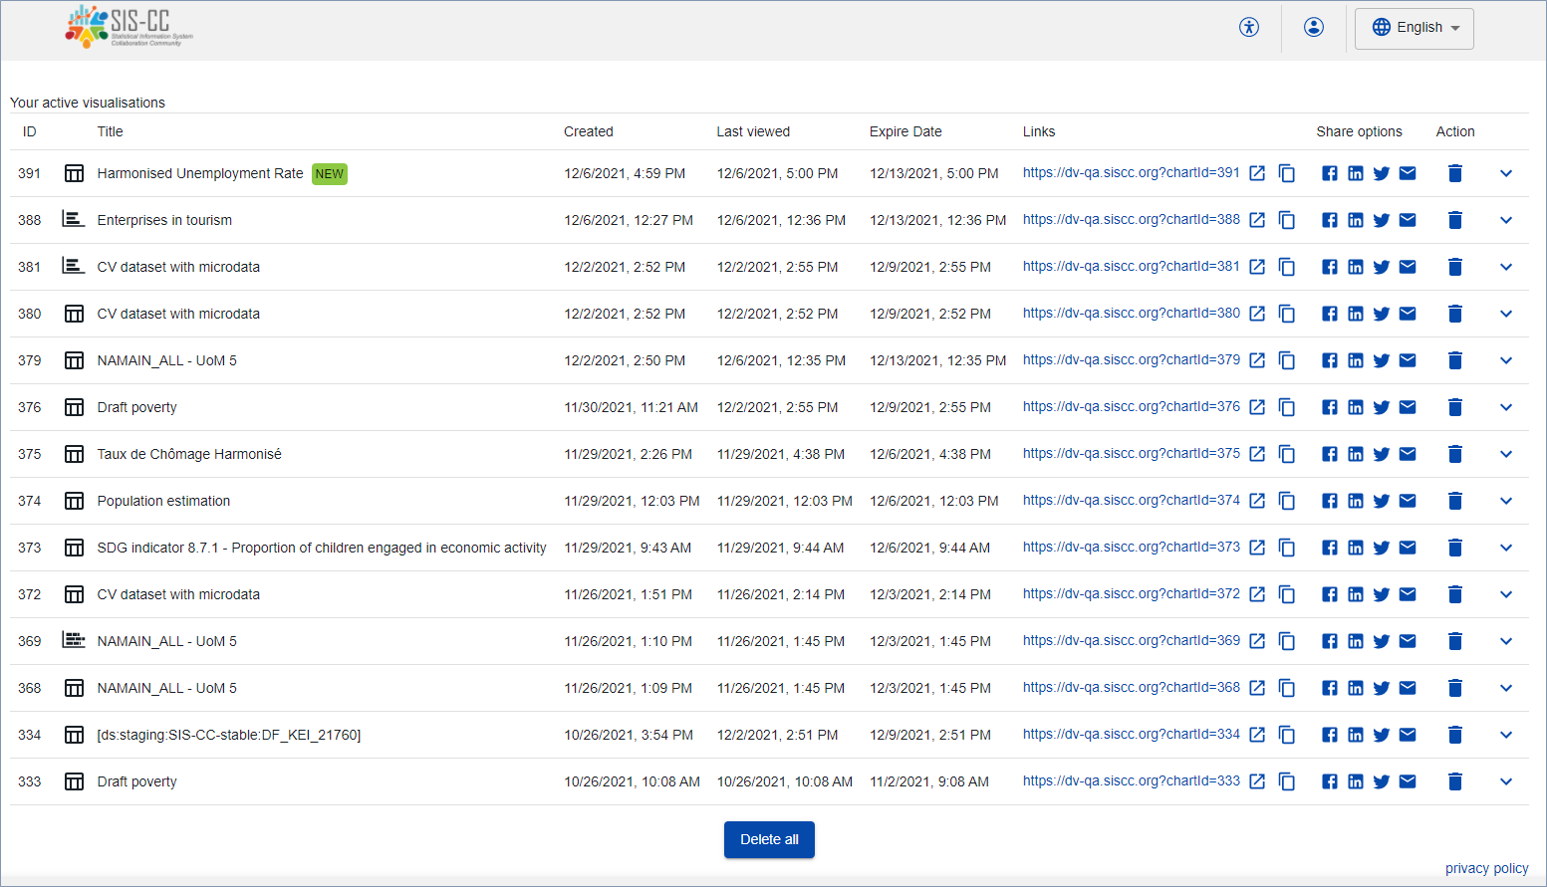 SIS-CC
Statistical Information System
Collaboration Community
English
Your active visualisations
ID Title Created Last viewed Expire Date Links Share options Action
391 Harmonised Unemployment Rate NEW 12/6/2021, 4:59 PM 12/6/2021, 5:00 PM 12/13/2021, 5:00 PM https://dv-qa.siscc.org?chartId=391
388 Enterprises in tourism 12/6/2021, 12:27 PM 12/6/2021, 12:36 PM 12/13/2021, 12:36 PM https://dv-qa.siscc.org?chartId=388
381 CV dataset with microdata 12/2/2021, 2:52 PM 12/2/2021, 2:55 PM 12/9/2021, 2:55 PM https://dv-qa.siscc.org?chartId=381
380 CV dataset with microdata 12/2/2021, 2:52 PM 12/2/2021, 2:52 PM 12/9/2021, 2:52 PM https://dv-qa.siscc.org?chartId=380
379 NAMAIN_ALL - UoM 5 12/2/2021, 2:50 PM 12/6/2021, 12:35 PM 12/13/2021, 12:35 PM https://dv-qa.siscc.org?chartId=379
376 Draft poverty 11/30/2021, 11:21 AM 12/2/2021, 2:55 PM 12/9/2021, 2:55 PM https://dv-qa.siscc.org?chartId=376
375 Taux de Chômage Harmonisé 11/29/2021, 2:26 PM 11/29/2021, 4:38 PM 12/6/2021, 4:38 PM https://dv-qa.siscc.org?chartId=375
374 Population estimation 11/29/2021, 12:03 PM 11/29/2021, 12:03 PM 12/6/2021, 12:03 PM https://dv-qa.siscc.org?chartId=374
373 SDG indicator 8.7.1 - Proportion of children engaged in economic activity 11/29/2021, 9:43 AM 11/29/2021, 9:44 AM 12/6/2021, 9:44 AM https://dv-qa.siscc.org?chartId=373
372 CV dataset with microdata 11/26/2021, 1:51 PM 11/26/2021, 2:14 PM 12/3/2021, 2:14 PM https://dv-qa.siscc.org?chartId=372
369 NAMAIN_ALL - UoM 5 11/26/2021, 1:10 PM 11/26/2021, 1:45 PM 12/3/2021, 1:45 PM https://dv-qa.siscc.org?chartId=369
368 NAMAIN_ALL - UoM 5 11/26/2021, 1:09 PM 11/26/2021, 1:45 PM 12/3/2021, 1:45 PM https://dv-qa.siscc.org?chartId=368
334 [ds:staging:SIS-CC-stable:DF_KEI_21760] 10/26/2021, 3:54 PM 12/2/2021, 2:51 PM 12/9/2021, 2:51 PM https://dv-qa.siscc.org?chartId=334
333 Draft poverty 10/26/2021, 10:08 AM 10/26/2021, 10:08 AM 11/2/2021, 9:08 AM https://dv-qa.siscc.org?chartId=333
Delete all
privacy policy